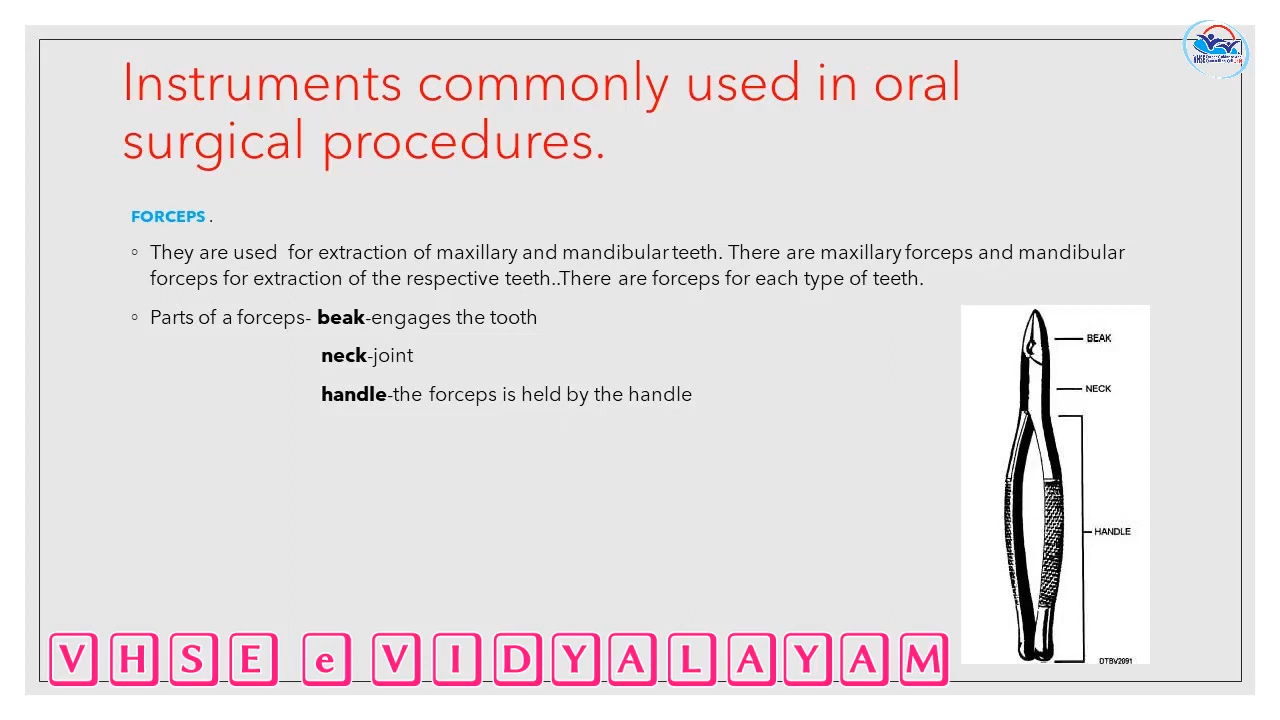 Instruments commonly used in oral
surgical procedures.
FORCEPS .
◦ They are used for extraction of maxillary and mandibular teeth. There are maxillary forceps and mandibular
forceps for extraction of the respective teeth..There are forceps for each type of teeth.
◦ Parts of a forceps- beak-engages the tooth
neck-joint
handle-the forceps is held by the handle
BEAK
NECK
HANDLE
DTBV2091
VHSE e VIDYALAYAM